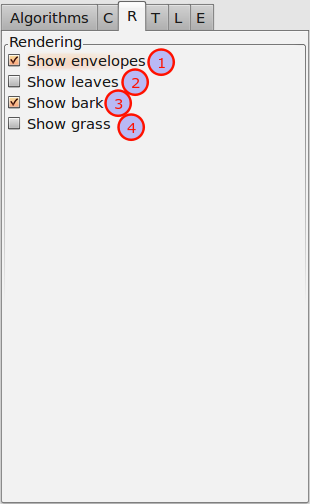 Algorithms C R T L E
Rendering
Show envelopes 1
Show leaves 2
Show bark 3
Show grass 4